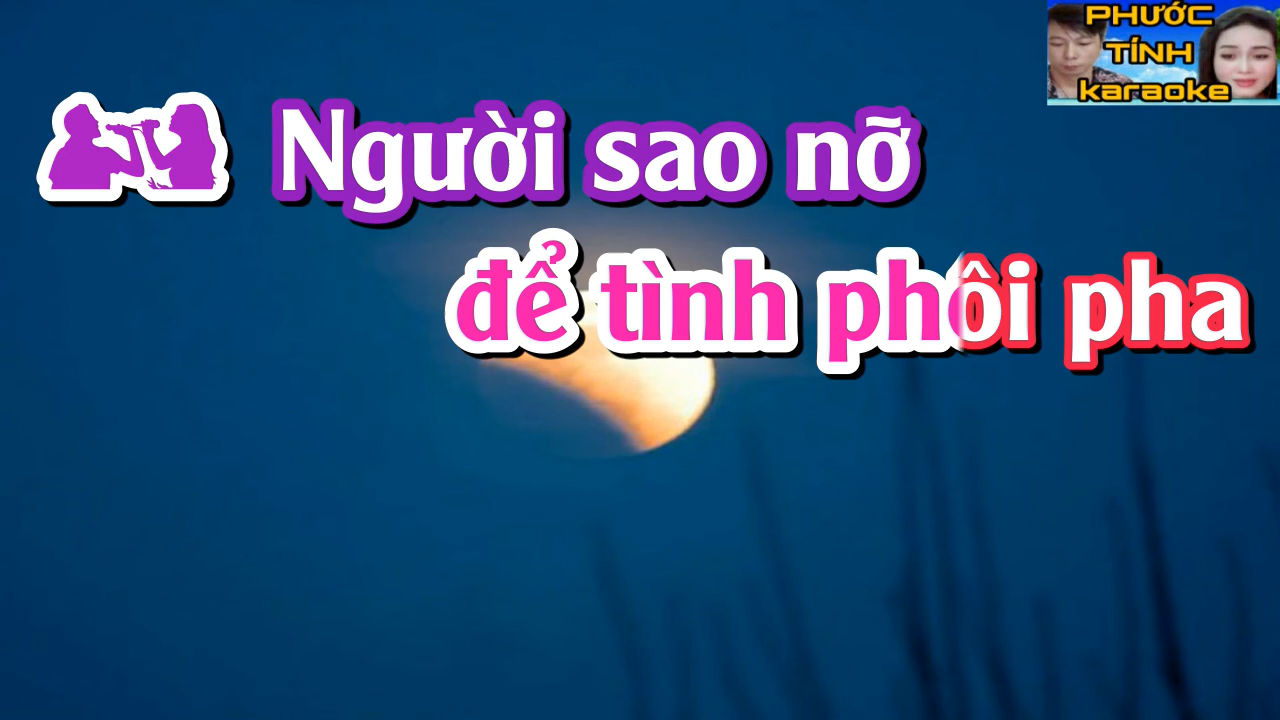 PHƯỚC
TÍNH
karaoke
Người sao nỡ
để tình phôi pha